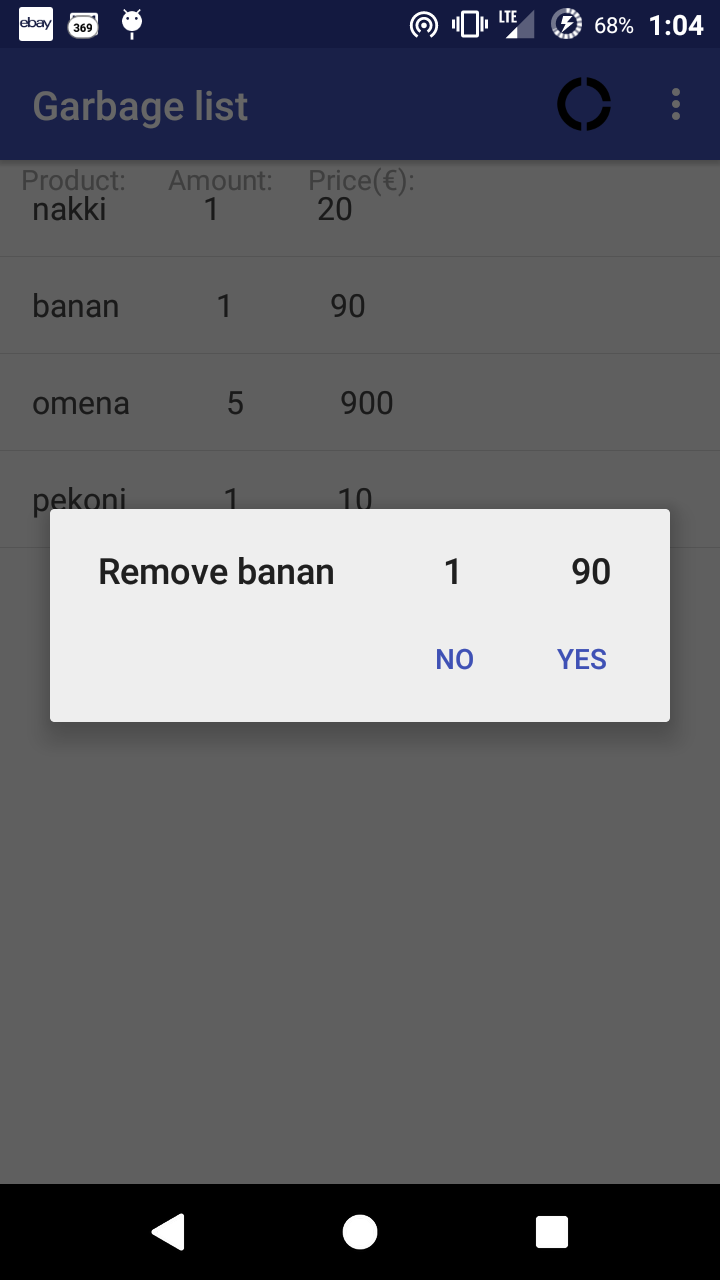 ebay 369 LTE 68% 1:04
Garbage list
Product: Amount: Price(€):
nakki 1 20
banan 1 90
omena 5 900
pekoni 1 10
Remove banan 1 90
NO YES